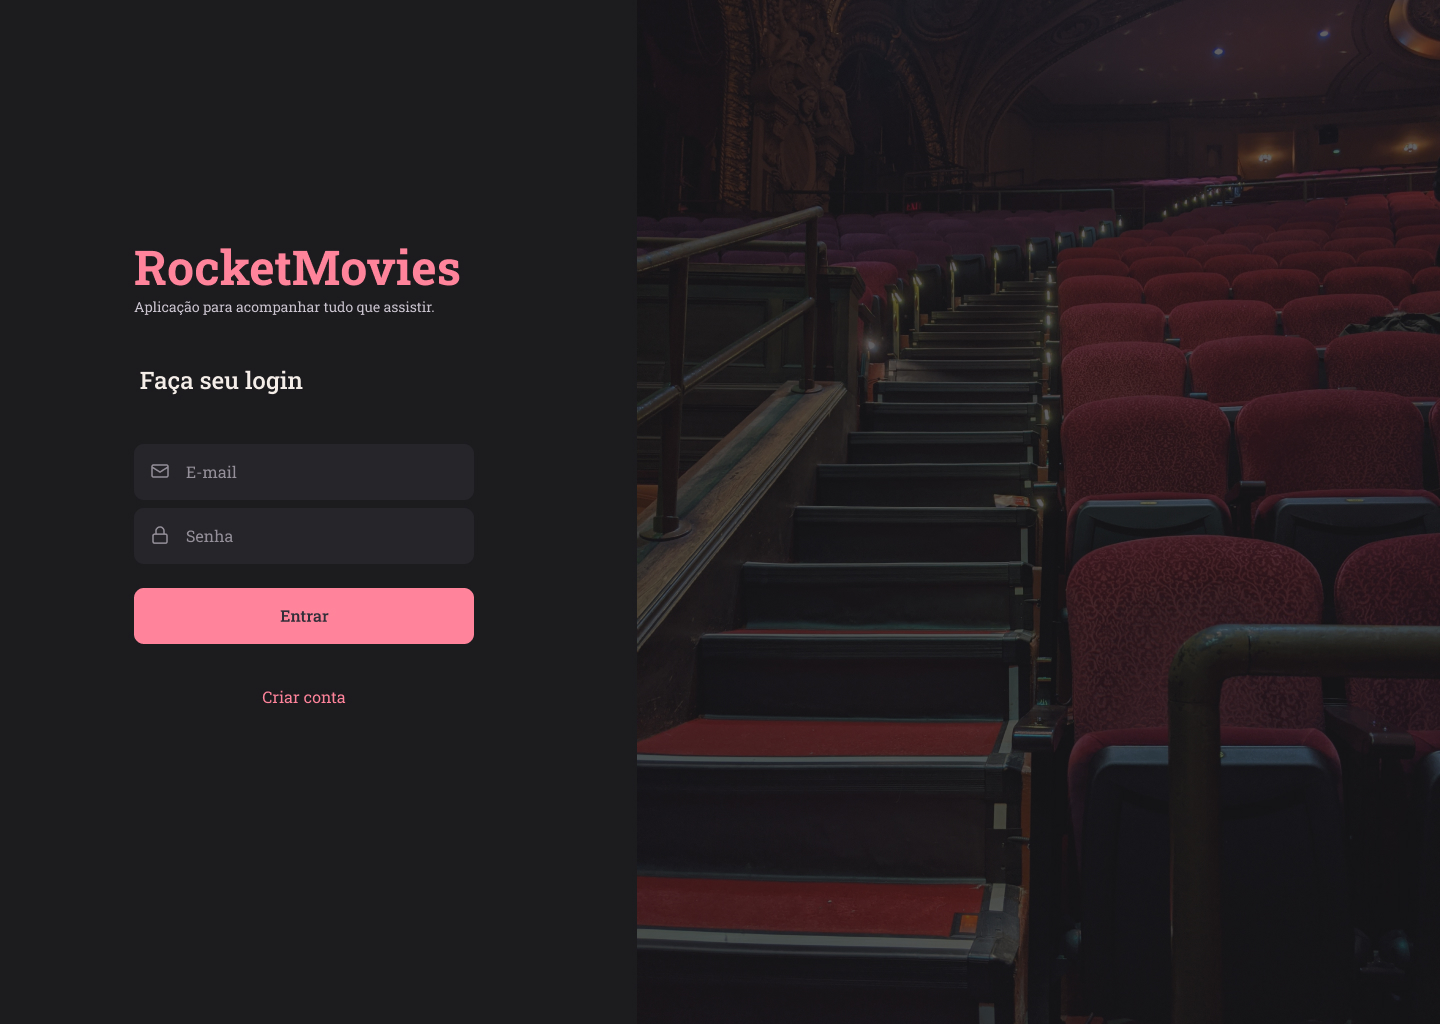 RocketMovies
Aplicação para acompanhar tudo que assistir.
Faça seu login
E-mail
Senha
Entrar
Criar conta